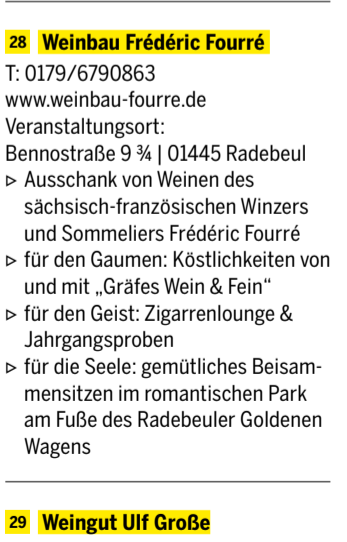 28 Weinbau Frédéric Fourré
T: 0179/6790863
www.weinbau-fourre.de
Veranstaltungsort:
Bennostraße 9 ¾ | 01445 Radebeul
▹ Ausschank von Weinen des
sächsisch-französischen Winzers
und Sommeliers Frédéric Fourré
▹ für den Gaumen: Köstlichkeiten von
und mit „Gräfes Wein & Fein“
▹ für den Geist: Zigarrenlounge &
Jahrgangsproben
▹ für die Seele: gemütliches Beisam-
mensitzen im romantischen Park
am Fuße des Radebeuler Goldenen
Wagens
29 Weingut Ulf Große